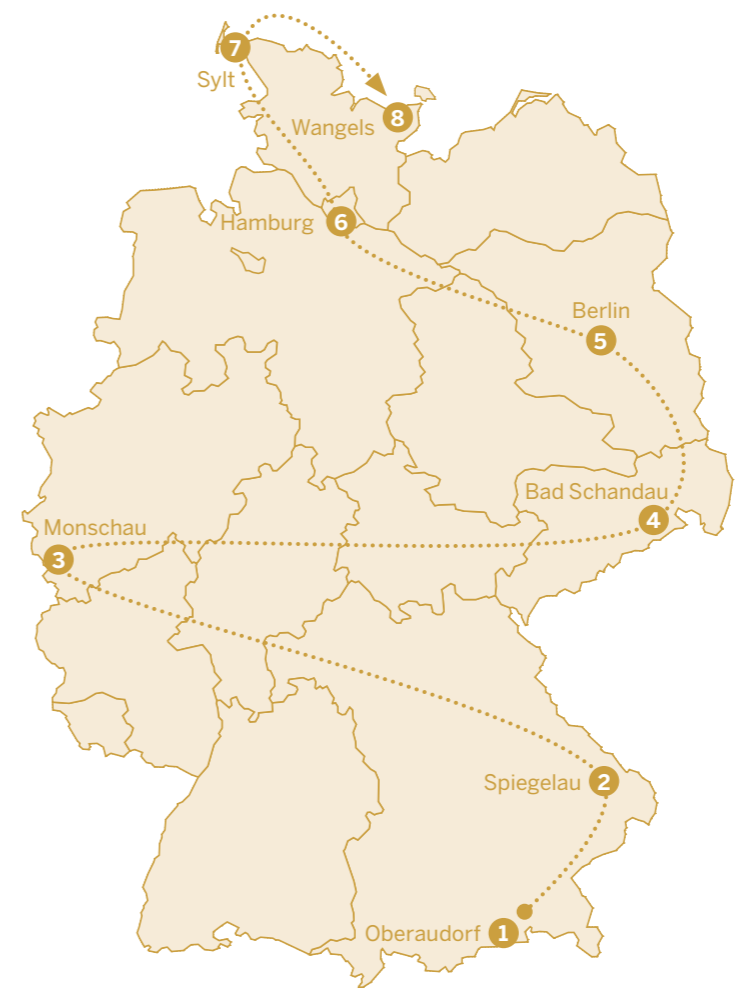 7
Sylt
Wangels 8
Hamburg 6
Berlin
5
Bad Schandau
4
Monschau
3
Spiegelau 2
Oberaudorf 1